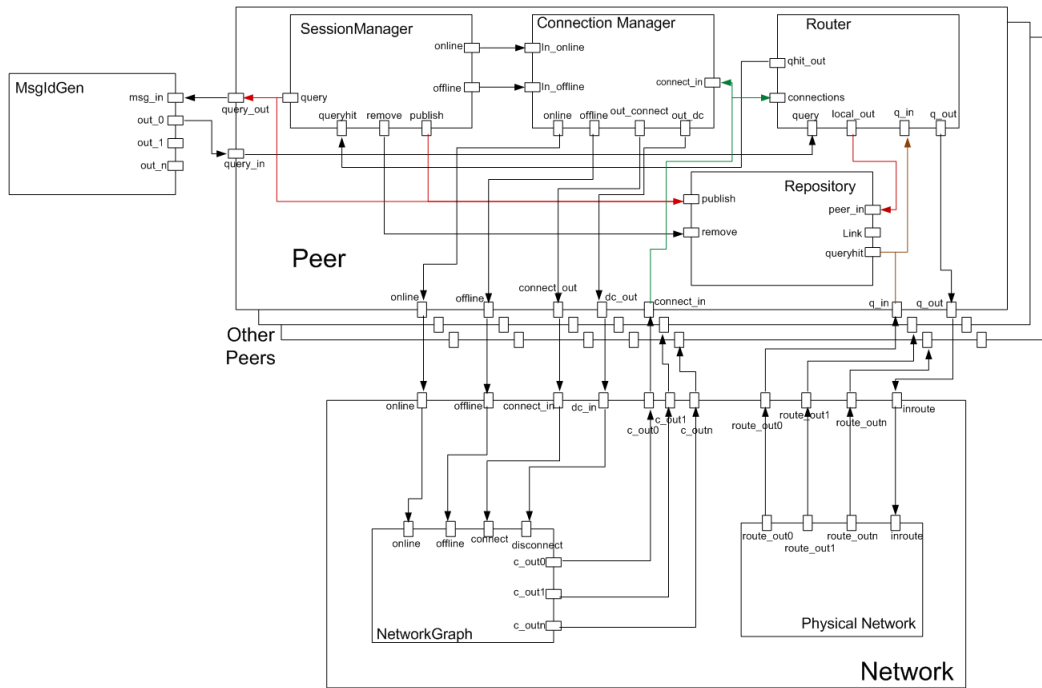 SessionManager
Connection Manager
Router
online
In_online
qhit_out
MsgIdGen
connect_in
offline
In_offline
msg_in
query_out
query
connections
queryhit
remove
publish
online
offline
out_connect
out_dc
query
local_out
q_in
q_out
out_0
out_1
out_n
query_in
Repository
publish
peer_in
remove
Link
queryhit
Peer
online
offline
connect_out
dc_out
connect_in
q_in
q_out
Other
Peers
online
offline
connect_in
dc_in
c_out0
c_out1
c_outn
route_out0
route_out1
route_outn
inroute
online
offline
connect
disconnect
route_out0
route_out1
route_outn
inroute
c_out0
c_out1
c_outn
NetworkGraph
Physical Network
Network